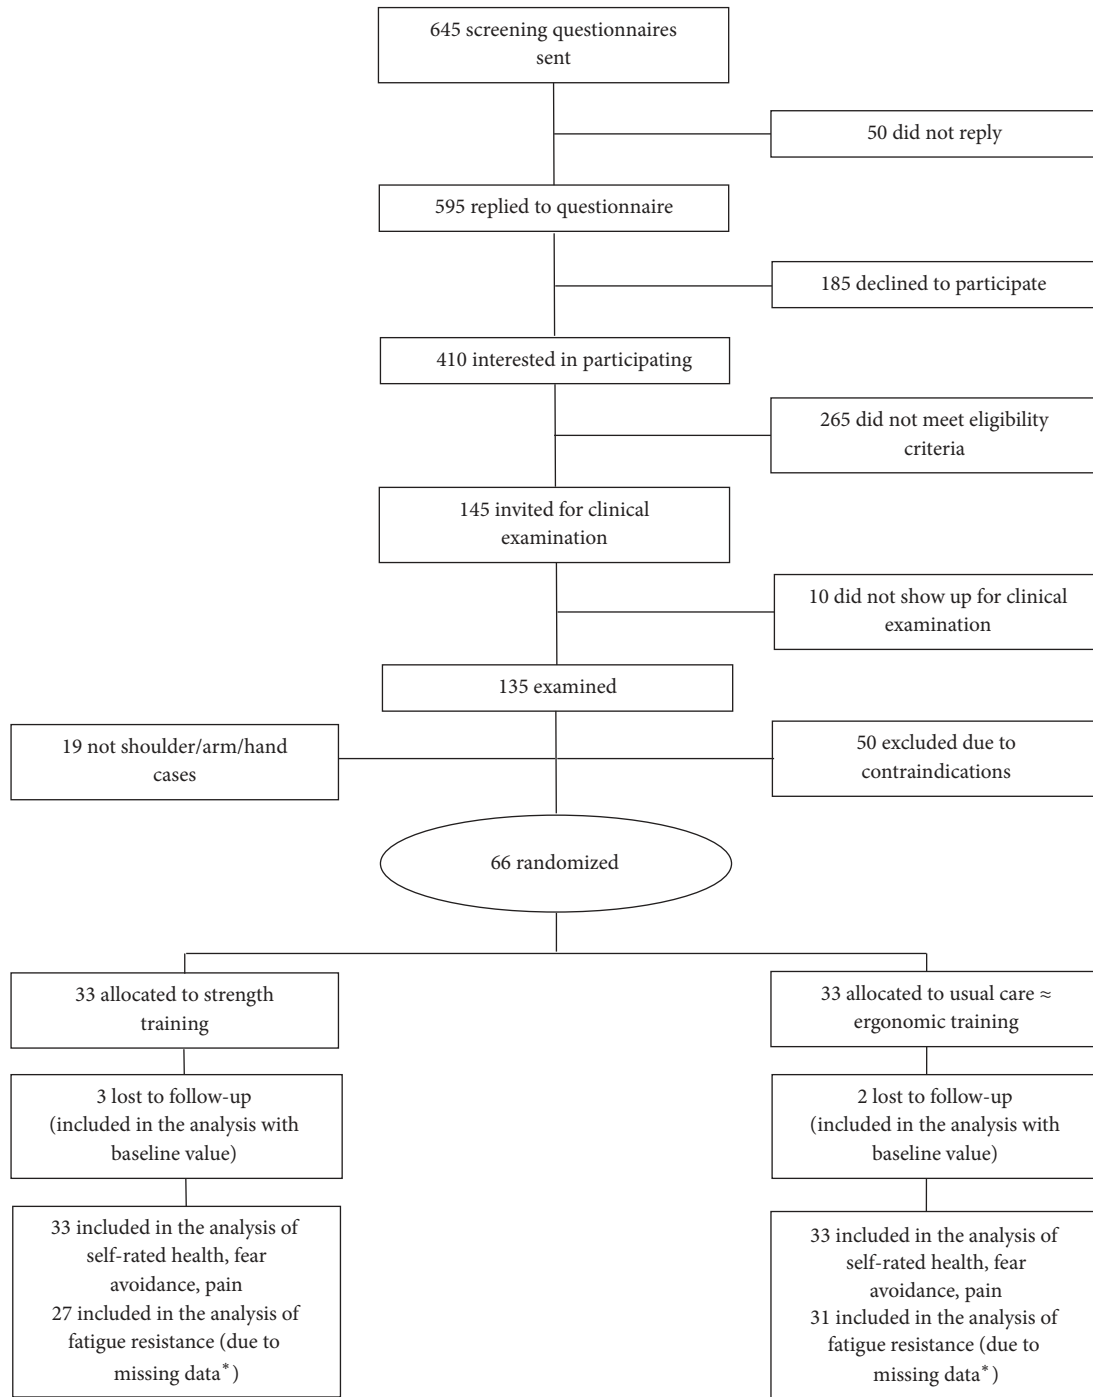 645 screening questionnaires
sent
50 did not reply
595 replied to questionnaire
185 declined to participate
410 interested in participating
265 did not meet eligibility
criteria
145 invited for clinical
examination
10 did not show up for clinical
examination
135 examined
19 not shoulder/arm/hand
cases
50 excluded due to
contraindications
66 randomized
33 allocated to strength
training
33 allocated to usual care ≈
ergonomic training
3 lost to follow-up
(included in the analysis with
baseline value)
2 lost to follow-up
(included in the analysis with
baseline value)
33 included in the analysis of
self-rated health, fear
avoidance, pain
27 included in the analysis of
fatigue resistance (due to
missing data*)
33 included in the analysis of
self-rated health, fear
avoidance, pain
31 included in the analysis of
fatigue resistance (due to
missing data*)